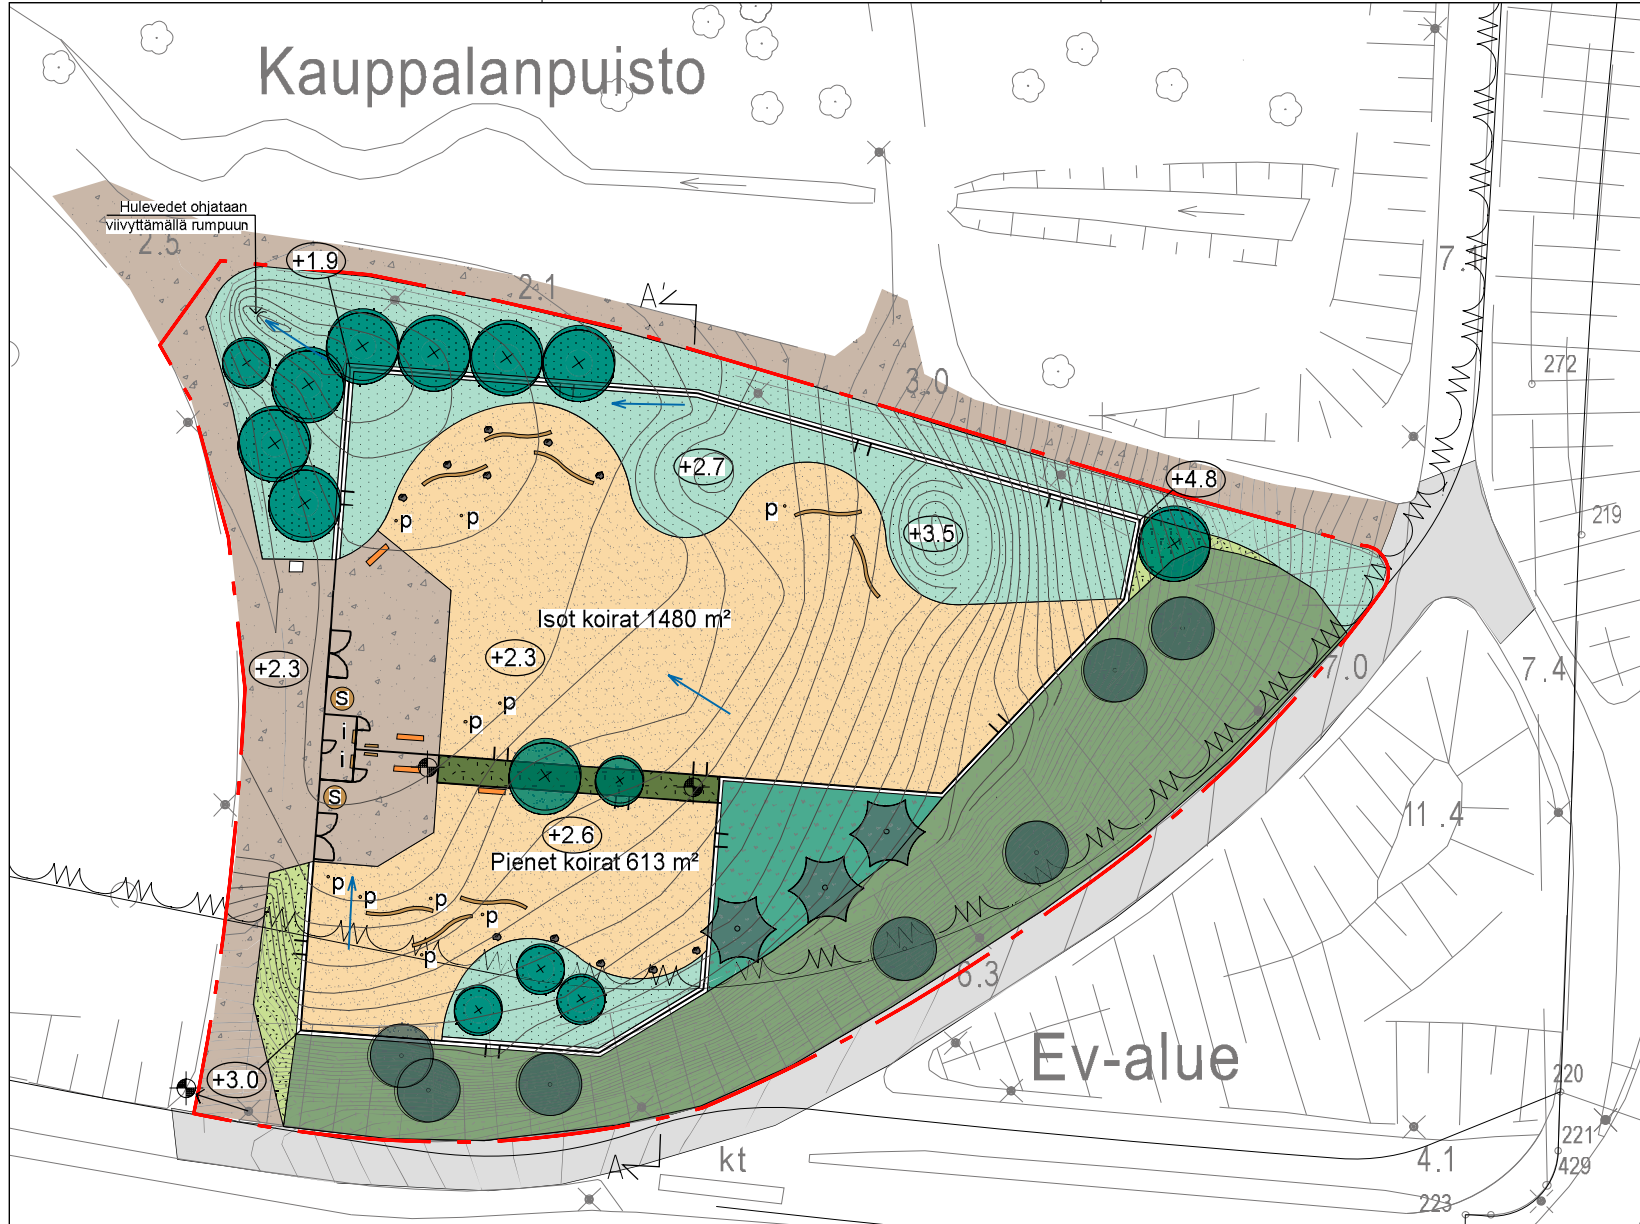 Kauppalanpuisto
Hulevedet ohjataan
viivyttämällä rumpuun
2.5
+1.9
2.1
A'
7.1
3.0
272
+2.7
+4.8
p
p
p
+3.5
219
Isot koirat 1480 m²
+2.3
+2.3
7.0
7.4
s
p
p
i
i
s
+2.6
11.4
Pienet koirat 613 m²
p
p
p
p
p
6.3
Ev-alue
+3.0
220
221
A
kt
4.1
429
223